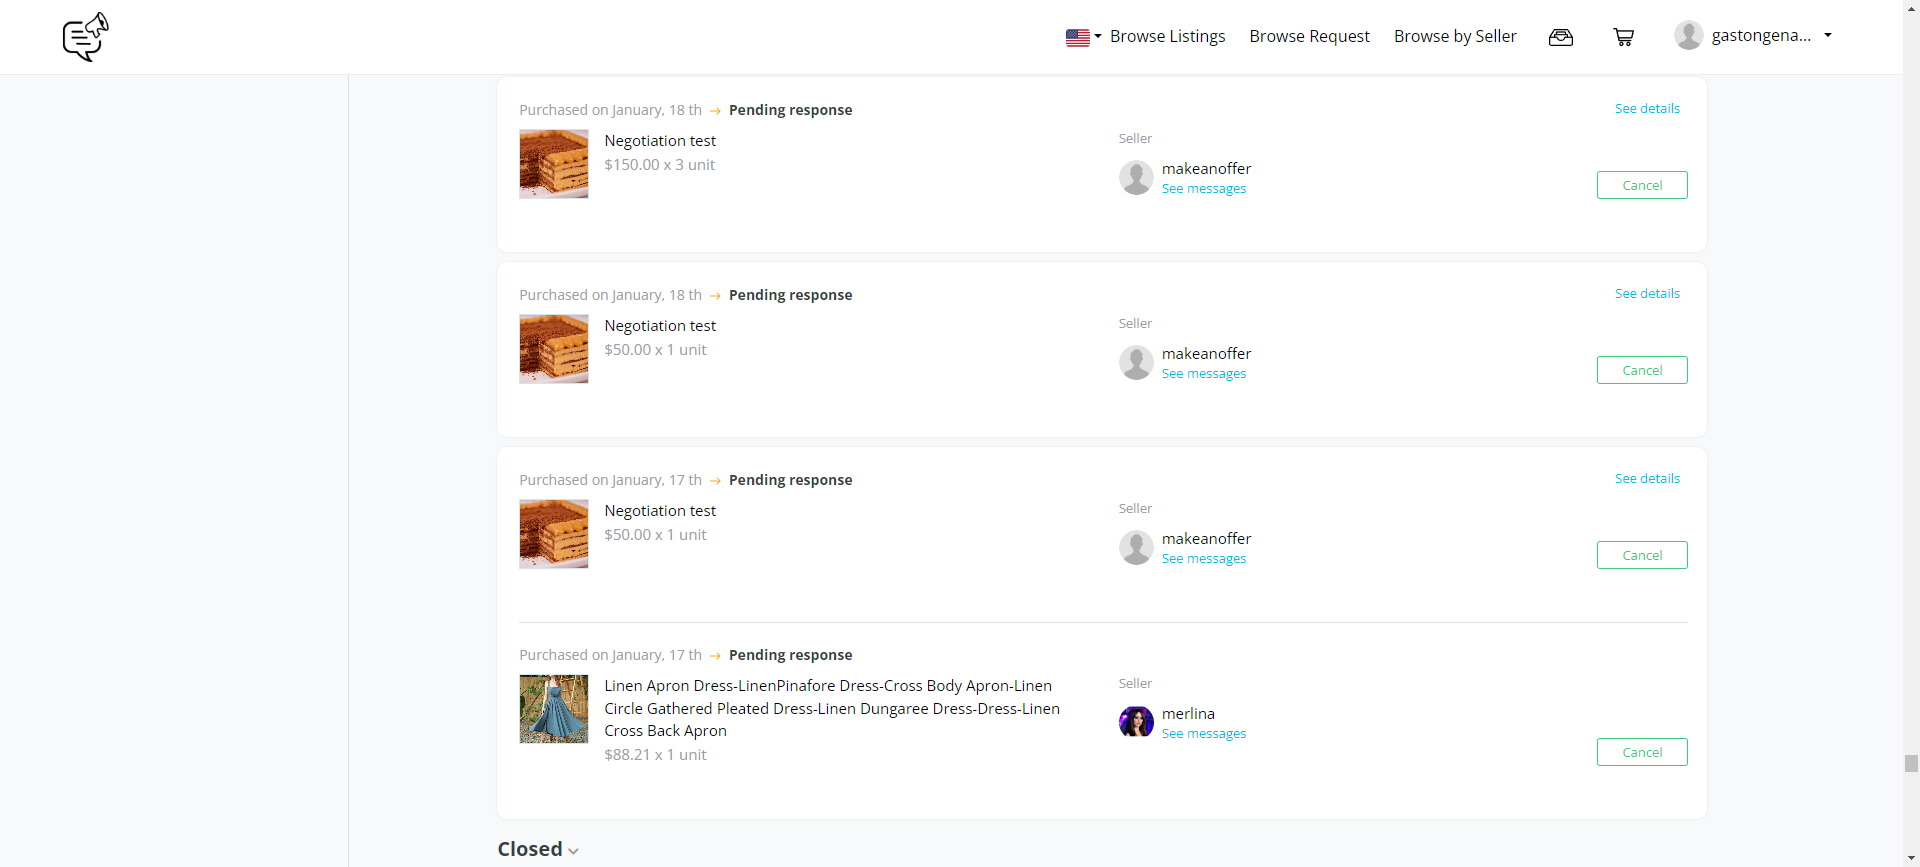 Browse Listings
Browse Request
Browse by Seller
gastongena...
Purchased on January, 18 th → Pending response
See details
Negotiation test
$150.00 x 3 unit
Seller
makeanoffer
See messages
Cancel
Purchased on January, 18 th → Pending response
See details
Negotiation test
$50.00 x 1 unit
Seller
makeanoffer
See messages
Cancel
Purchased on January, 17 th → Pending response
See details
Negotiation test
$50.00 x 1 unit
Seller
makeanoffer
See messages
Cancel
Purchased on January, 17 th → Pending response
Linen Apron Dress-LinenPinafore Dress-Cross Body Apron-Linen
Circle Gathered Pleated Dress-Linen Dungaree Dress-Dress-Linen
Cross Back Apron
$88.21 x 1 unit
Seller
merlina
See messages
Cancel
Closed